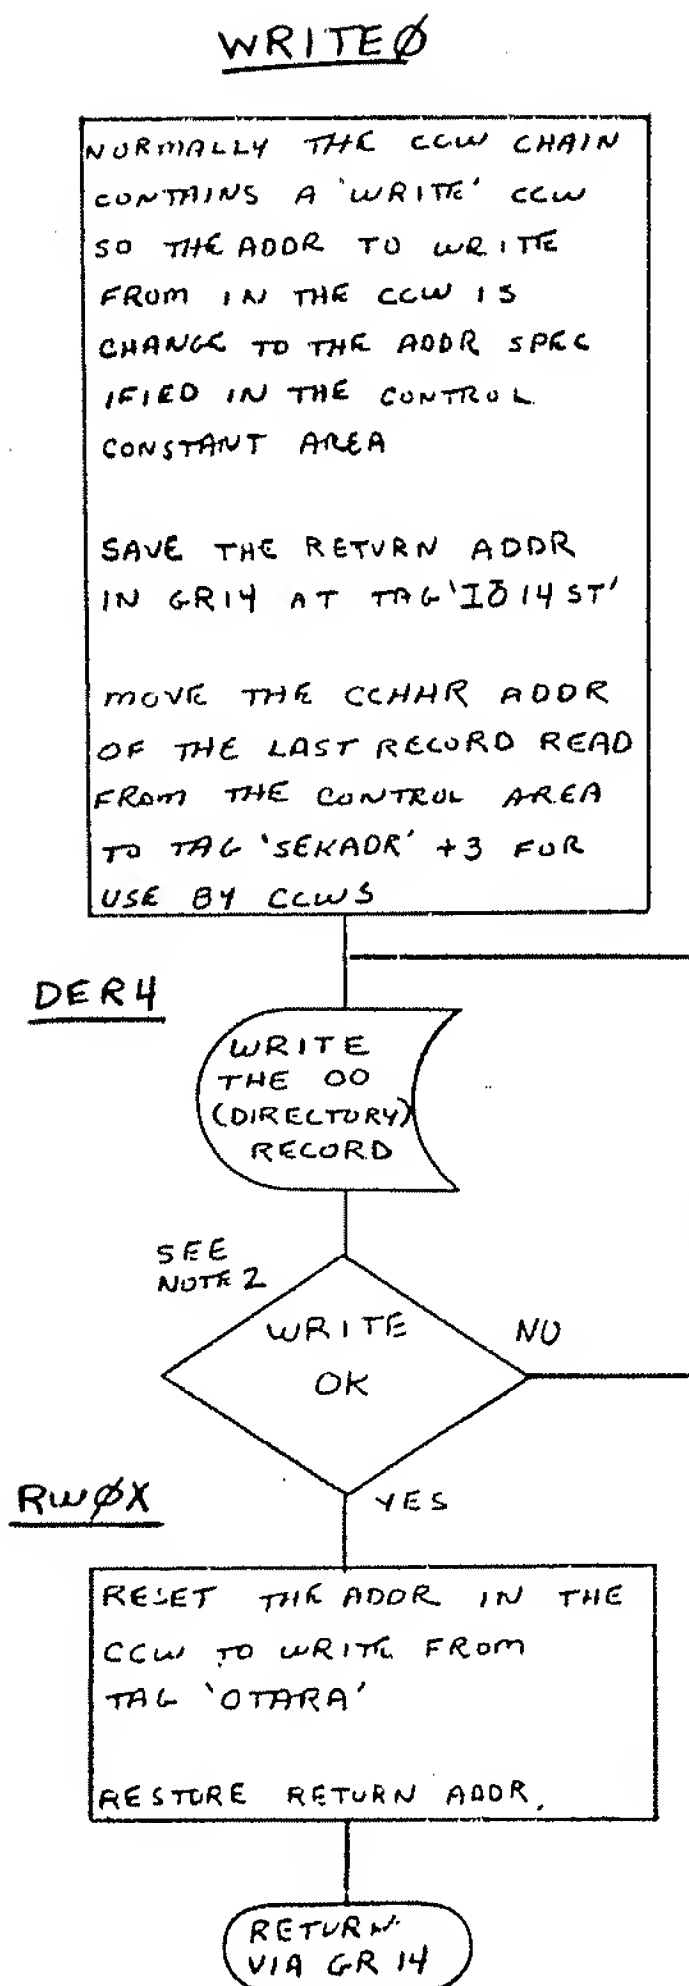 WRITEØ
NORMALLY THE CCW CHAIN
CONTAINS A 'WRITE' CCW
SO THE ADDR TO WRITE
FROM IN THE CCW IS
CHANGE TO THE ADDR SPEC
IFIED IN THE CONTROL
CONSTANT AREA
SAVE THE RETURN ADDR
IN GR14 AT TAG 'IŌ14ST'
MOVE THE CCHHR ADDR
OF THE LAST RECORD READ
FROM THE CONTROL AREA
TO TAG 'SEKADR' +3 FOR
USE BY CCWS
DER4
WRITE
THE 00
(DIRECTORY)
RECORD
SEE
NOTE 2
WRITE
OK
NO
RWØX
YES
RESET THE ADDR IN THE
CCW TO WRITE FROM
TAG 'OTARA'
RESTORE RETURN ADDR.
RETURN
VIA GR 14